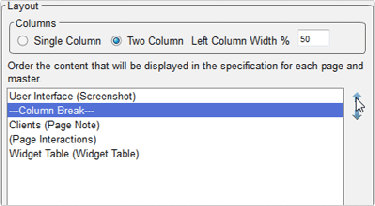 Layout
Columns
Single Column Two Column Left Column Width % 50
Order the content that will be displayed in the specification for each page and
master
User Interface (Screenshot)
---Column Break---
Clients (Page Note)
(Page Interactions)
Widget Table (Widget Table)